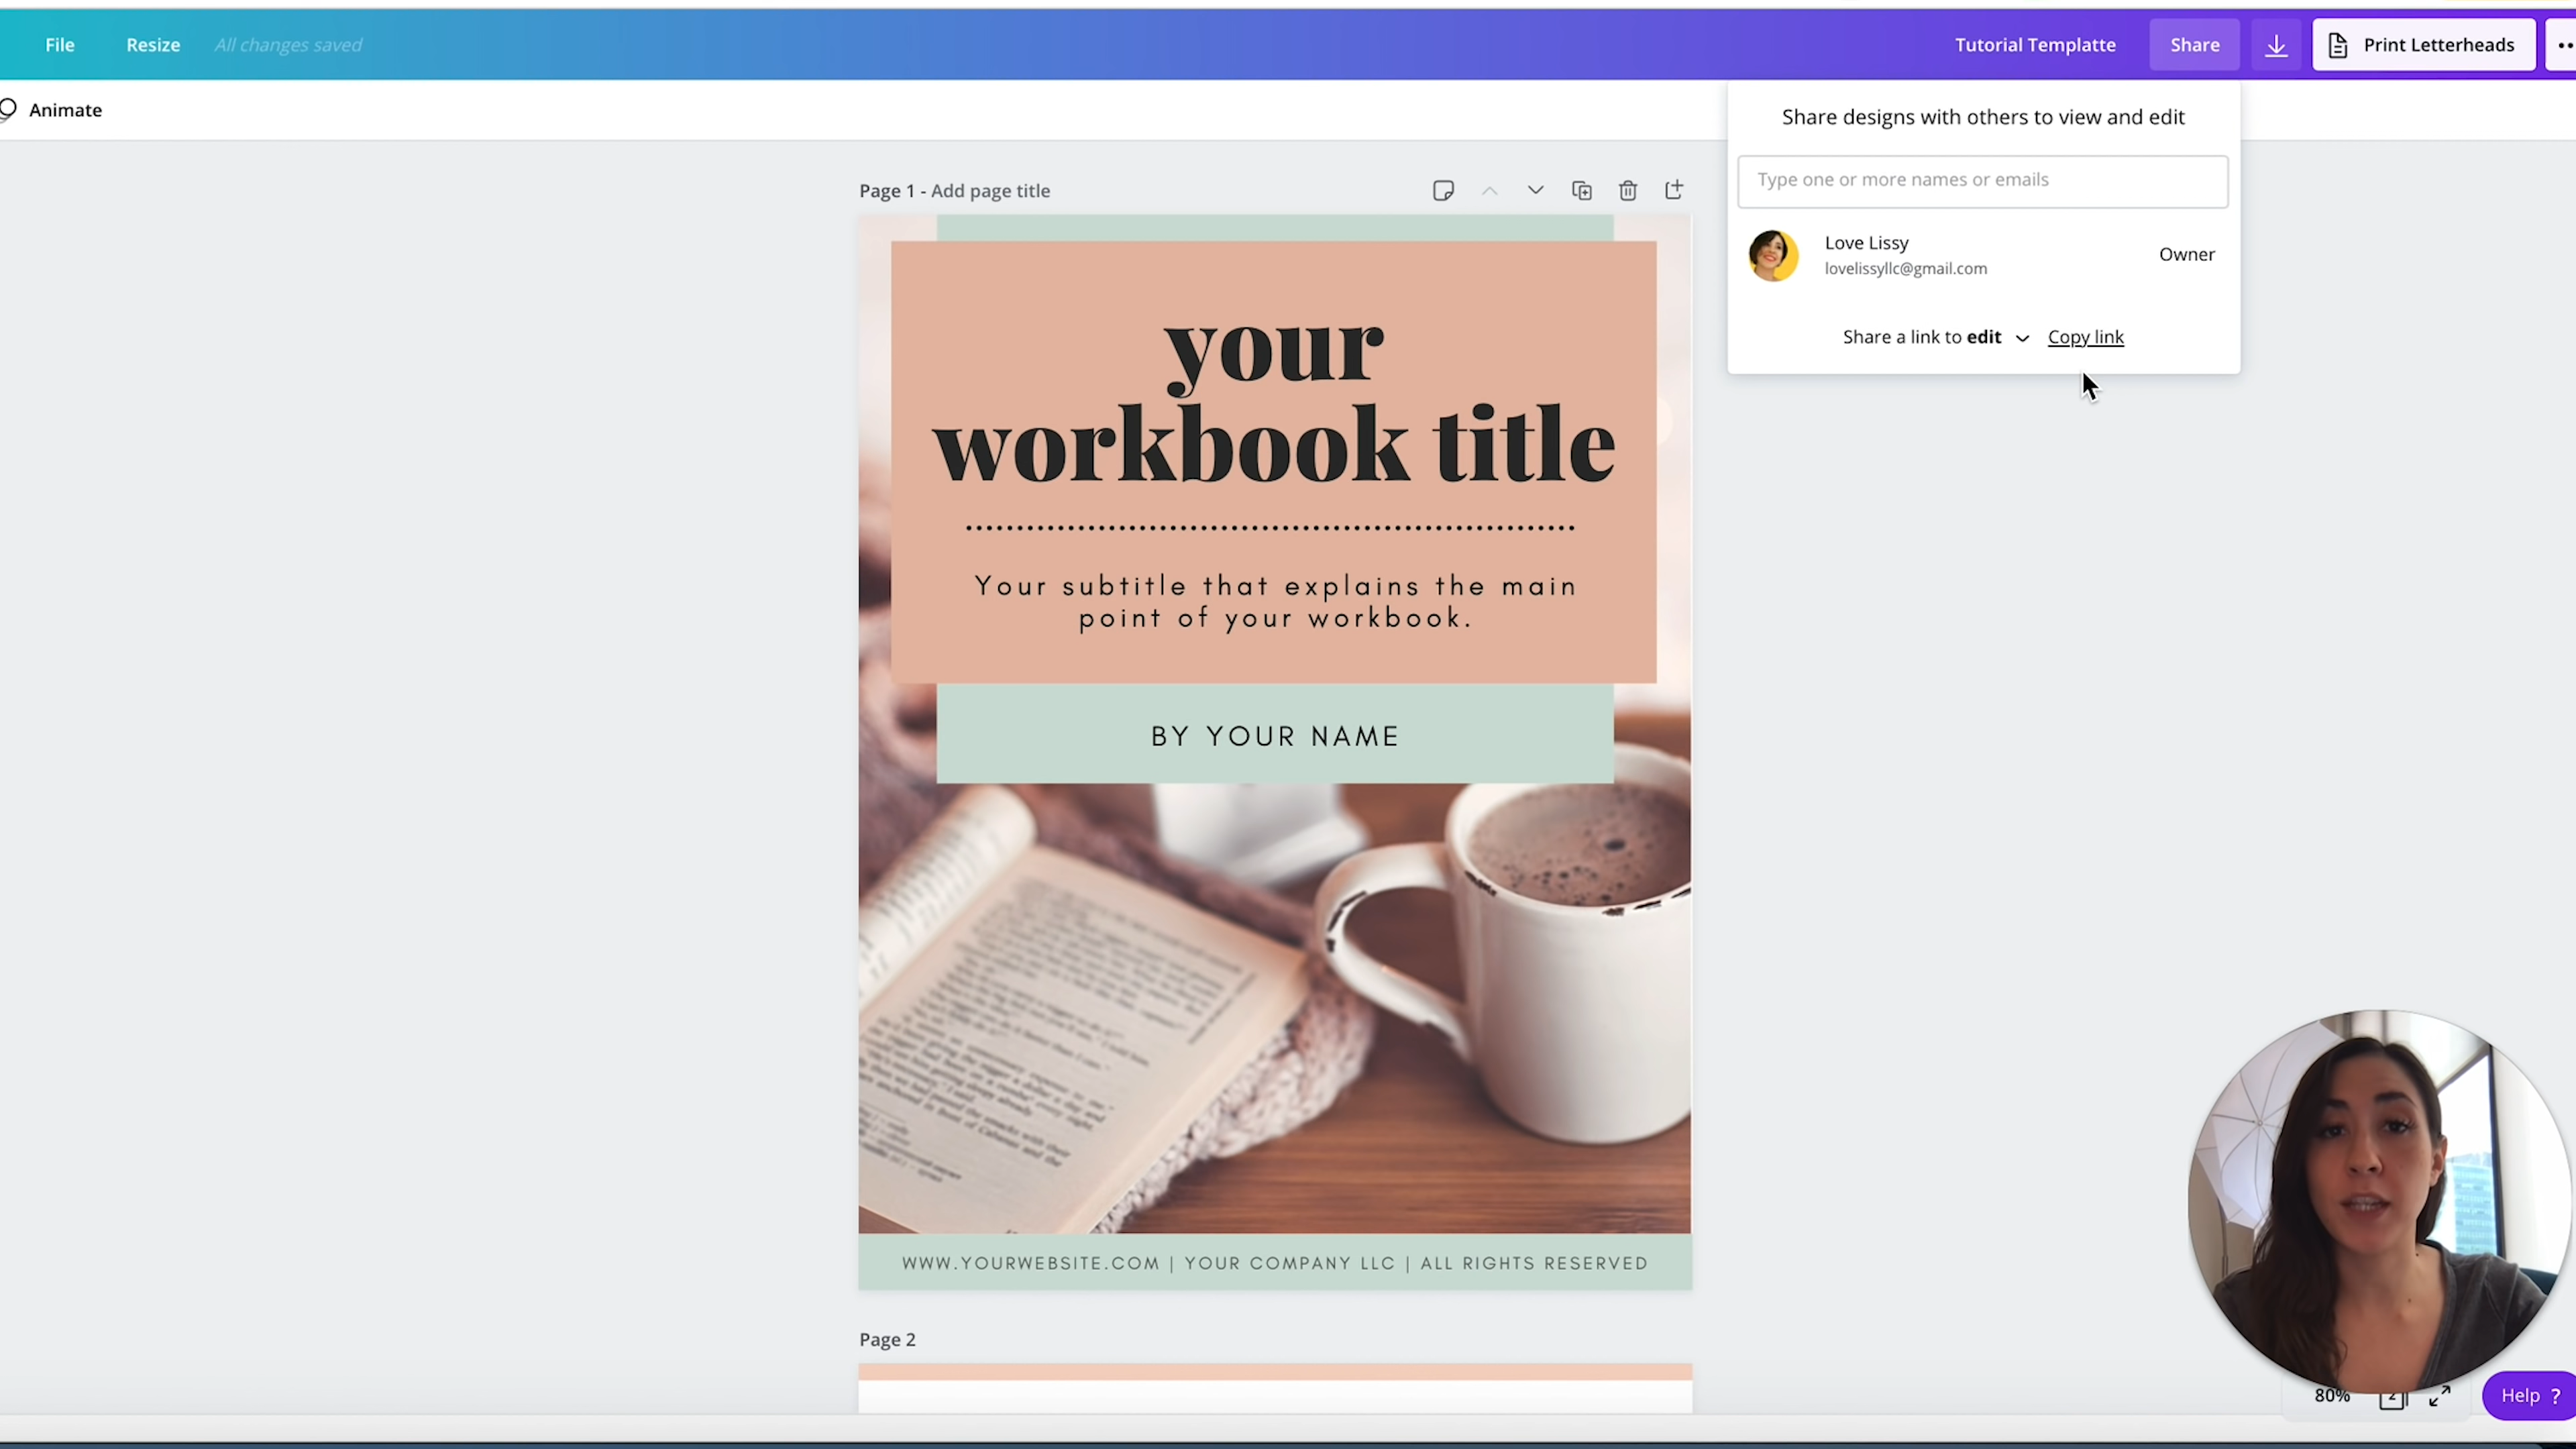 File Resize All changes saved Tutorial Templatte Share Print Letterheads
Animate
Share designs with others to view and edit
Type one or more names or emails
Love Lissy
lovelissyllc@gmail.com
Owner
Share a link to edit Copy link
Page 1 - Add page title
your
workbook title
Your subtitle that explains the main
point of your workbook.
BY YOUR NAME
WWW.YOURWEBSITE.COM | YOUR COMPANY LLC | ALL RIGHTS RESERVED
Page 2
80% 2 Help ?